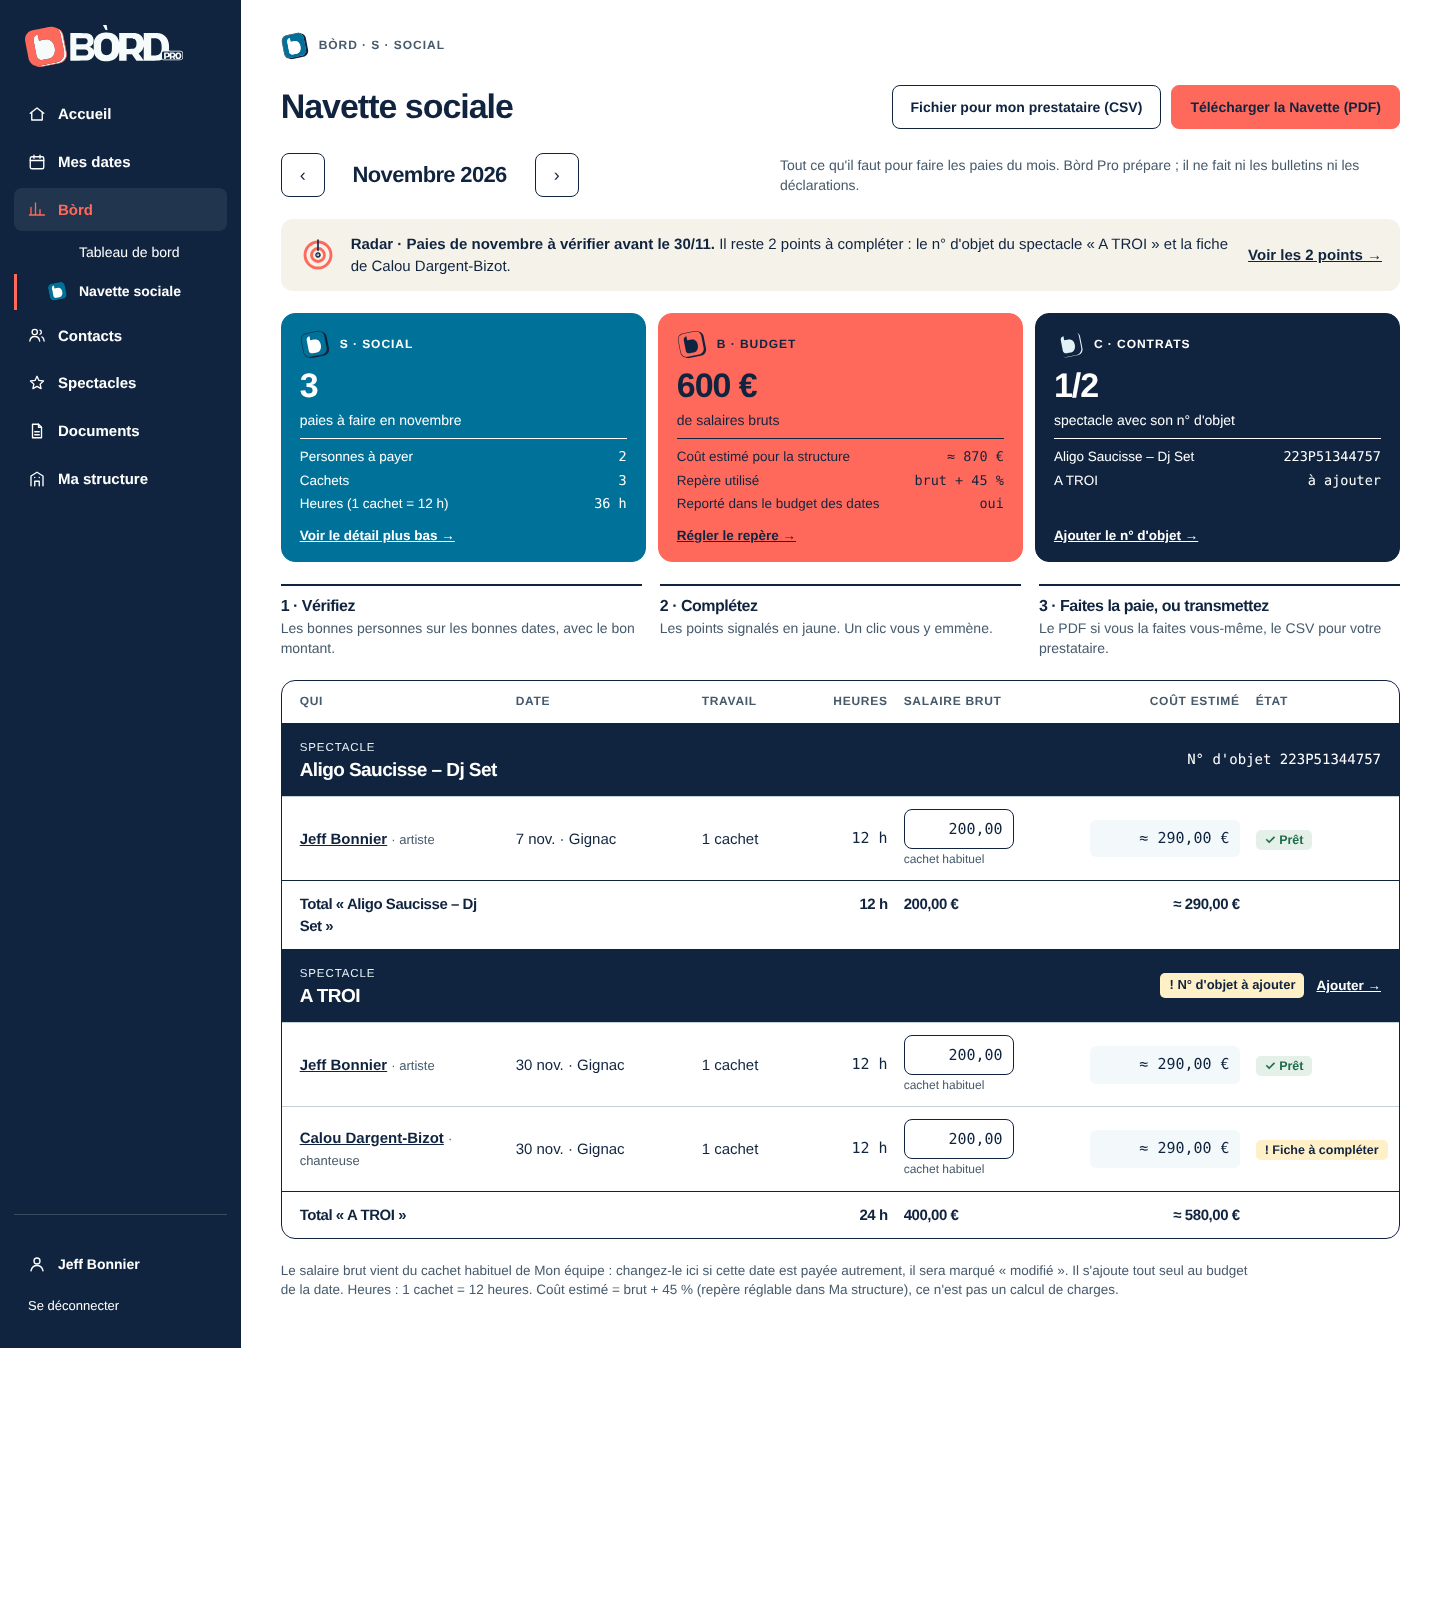 BÒRD PRO
Accueil
Mes dates
Bòrd
Tableau de bord
Navette sociale
Contacts
Spectacles
Documents
Ma structure
Jeff Bonnier
Se déconnecter
BÒRD · S · SOCIAL
Navette sociale
Fichier pour mon prestataire (CSV)
Télécharger la Navette (PDF)
‹ Novembre 2026 ›
Tout ce qu'il faut pour faire les paies du mois. Bòrd Pro prépare ; il ne fait ni les bulletins ni les
déclarations.
Radar · Paies de novembre à vérifier avant le 30/11. Il reste 2 points à compléter : le n° d'objet du spectacle « A TROI » et la fiche
de Calou Dargent-Bizot.
Voir les 2 points →
S · SOCIAL
3
paies à faire en novembre
Personnes à payer 2
Cachets 3
Heures (1 cachet = 12 h) 36 h
Voir le détail plus bas →
B · BUDGET
600 €
de salaires bruts
Coût estimé pour la structure ≈ 870 €
Repère utilisé brut + 45 %
Reporté dans le budget des dates oui
Régler le repère →
C · CONTRATS
1/2
spectacle avec son n° d'objet
Aligo Saucisse – Dj Set 223P51344757
A TROI à ajouter
Ajouter le n° d'objet →
1 · Vérifiez
Les bonnes personnes sur les bonnes dates, avec le bon
montant.
2 · Complétez
Les points signalés en jaune. Un clic vous y emmène.
3 · Faites la paie, ou transmettez
Le PDF si vous la faites vous-même, le CSV pour votre
prestataire.
QUI DATE TRAVAIL HEURES SALAIRE BRUT COÛT ESTIMÉ ÉTAT
SPECTACLE
Aligo Saucisse – Dj Set
N° d'objet 223P51344757
Jeff Bonnier · artiste 7 nov. · Gignac 1 cachet 12 h 200,00 ≈ 290,00 € ✓ Prêt
cachet habituel
Total « Aligo Saucisse – Dj 12 h 200,00 € ≈ 290,00 €
Set »
SPECTACLE
A TROI
! N° d'objet à ajouter Ajouter →
Jeff Bonnier · artiste 30 nov. · Gignac 1 cachet 12 h 200,00 ≈ 290,00 € ✓ Prêt
cachet habituel
Calou Dargent-Bizot ·
chanteuse
30 nov. · Gignac 1 cachet 12 h 200,00 ≈ 290,00 € ! Fiche à compléter
cachet habituel
Total « A TROI » 24 h 400,00 € ≈ 580,00 €
Le salaire brut vient du cachet habituel de Mon équipe : changez-le ici si cette date est payée autrement, il sera marqué « modifié ». Il s'ajoute tout seul au budget
de la date. Heures : 1 cachet = 12 heures. Coût estimé = brut + 45 % (repère réglable dans Ma structure), ce n'est pas un calcul de charges.